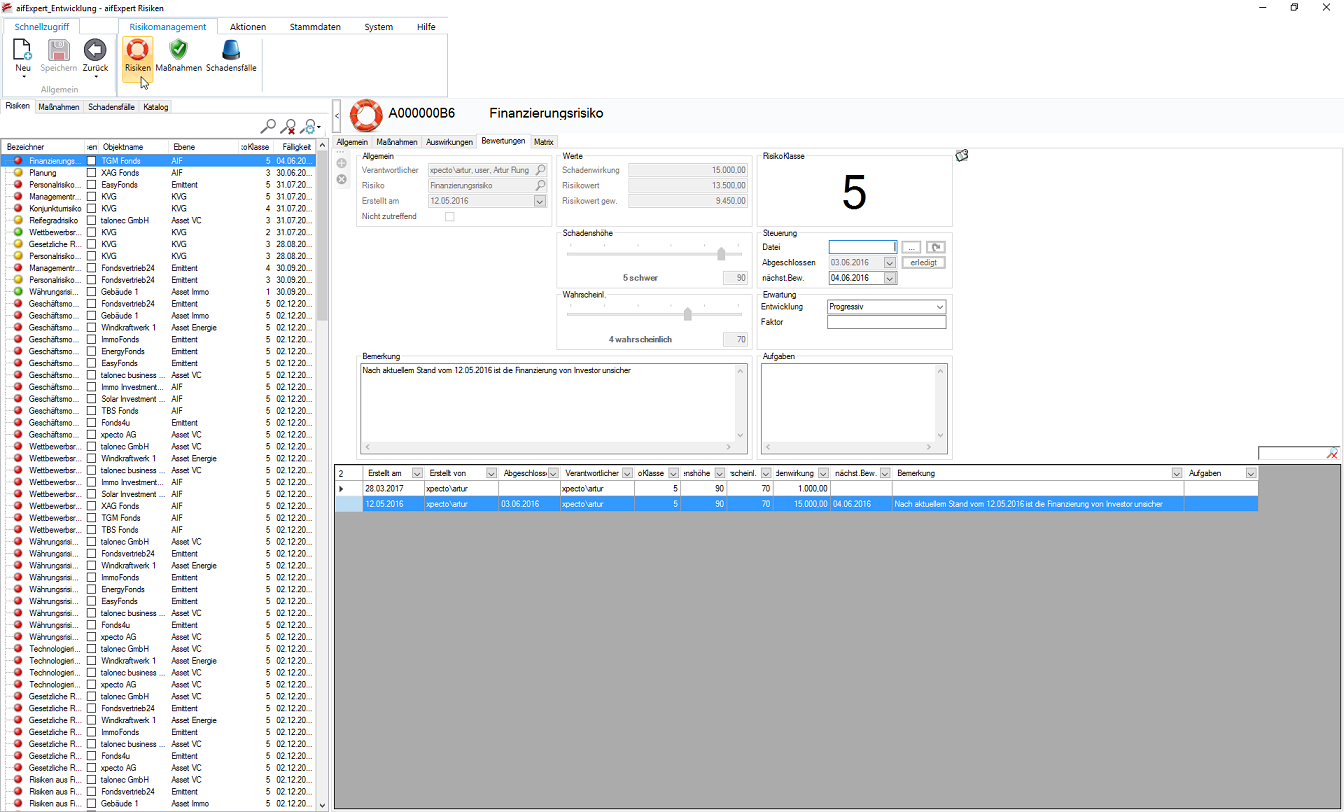 aifExpert_Entwicklung - aifExpert Risiken
Schnellzugriff Risikomanagement Aktionen Stammdaten System Hilfe
Neu Speichern Zurück Risiken Maßnahmen Schadensfälle
Allgemein
Risiken Maßnahmen Schadensfälle Katalog
A000000B6 Finanzierungsrisiko
Allgemein Maßnahmen Auswirkungen Bewertungen Matrix
Bezeichner :en Objektname Ebene :oKlasse Fälligkeit
Finanzierungs... TGM Fonds AIF 5 04.06.20...
Planung XAG Fonds AIF 3 30.06.20...
Personalrisiko... EasyFonds Emittent 5 31.07.20...
Managementr... KVG KVG 5 31.07.20...
Konjunkturrisiko KVG KVG 4 31.07.20...
Reifegradrisiko talonec GmbH Asset VC 3 31.07.20...
Wettbewerbsr... KVG KVG 2 31.07.20...
Gesetzliche R... KVG KVG 3 28.08.20...
Personalrisiko... KVG KVG 3 28.08.20...
Managementr... Fondsvertrieb24 Emittent 4 30.09.20...
Personalrisiko... Fondsvertrieb24 Emittent 3 30.09.20...
Währungsrisi... Gebäude 1 Asset Immo 1 30.09.20...
Geschäftsmo... Fondsvertrieb24 Emittent 5 02.12.20...
Geschäftsmo... Gebäude 1 Asset Immo 5 02.12.20...
Geschäftsmo... Windkraftwerk 1 Asset Energie 5 02.12.20...
Geschäftsmo... ImmoFonds Emittent 5 02.12.20...
Geschäftsmo... EnergyFonds Emittent 5 02.12.20...
Geschäftsmo... EasyFonds Emittent 5 02.12.20...
Geschäftsmo... talonec business ... Asset VC 5 02.12.20...
Geschäftsmo... Immo Investment... AIF 5 02.12.20...
Geschäftsmo... Solar Investment ... AIF 5 02.12.20...
Geschäftsmo... TBS Fonds AIF 5 02.12.20...
Geschäftsmo... Fonds4u Emittent 5 02.12.20...
Geschäftsmo... xpecto AG Asset VC 5 02.12.20...
Wettbewerbsr... talonec GmbH Asset VC 5 02.12.20...
Wettbewerbsr... Windkraftwerk 1 Asset Energie 5 02.12.20...
Wettbewerbsr... talonec business ... Asset VC 5 02.12.20...
Wettbewerbsr... Immo Investment... AIF 5 02.12.20...
Wettbewerbsr... Solar Investment ... AIF 5 02.12.20...
Wettbewerbsr... XAG Fonds AIF 5 02.12.20...
Wettbewerbsr... TGM Fonds AIF 5 02.12.20...
Wettbewerbsr... TBS Fonds AIF 5 02.12.20...
Währungsrisi... talonec GmbH Asset VC 5 02.12.20...
Währungsrisi... Fondsvertrieb24 Emittent 5 02.12.20...
Währungsrisi... Windkraftwerk 1 Asset Energie 5 02.12.20...
Währungsrisi... ImmoFonds Emittent 5 02.12.20...
Währungsrisi... EnergyFonds Emittent 5 02.12.20...
Währungsrisi... EasyFonds Emittent 5 02.12.20...
Währungsrisi... talonec business ... Asset VC 5 02.12.20...
Währungsrisi... Fonds4u Emittent 5 02.12.20...
Währungsrisi... xpecto AG Asset VC 5 02.12.20...
Technologieri... talonec GmbH Asset VC 5 02.12.20...
Technologieri... Windkraftwerk 1 Asset Energie 5 02.12.20...
Technologieri... talonec business ... Asset VC 5 02.12.20...
Technologieri... xpecto AG Asset VC 5 02.12.20...
Gesetzliche R... talonec GmbH Asset VC 5 02.12.20...
Gesetzliche R... Fondsvertrieb24 Emittent 5 02.12.20...
Gesetzliche R... Windkraftwerk 1 Asset Energie 5 02.12.20...
Gesetzliche R... ImmoFonds Emittent 5 02.12.20...
Gesetzliche R... talonec business ... Asset VC 5 02.12.20...
Gesetzliche R... Fonds4u Emittent 5 02.12.20...
Gesetzliche R... xpecto AG Asset VC 5 02.12.20...
Risiken aus Fi... talonec GmbH Asset VC 5 02.12.20...
Risiken aus Fi... Fondsvertrieb24 Emittent 5 02.12.20...
Risiken aus Fi... Gebäude 1 Asset Immo 5 02.12.20...
Allgemein
Verantwortlicher xpecto\artur, user, Artur Rung
Risiko Finanzierungsrisiko
Erstellt am 12.05.2016
Nicht zutreffend
Werte
Schadenwirkung 15.000,00
Risikowert 13.500,00
Risikowert gew. 9.450,00
RisikoKlasse
5
Schadenshöhe
5 schwer 90
Steuerung
Datei ...
Abgeschlossen 03.06.2016 erledigt
nächst.Bew. 04.06.2016
Wahrscheinl.
4 wahrscheinlich 70
Erwartung
Entwicklung Progressiv
Faktor
Bemerkung
Nach aktuellem Stand vom 12.05.2016 ist die Finanzierung von Investor unsicher
Aufgaben
2 Erstellt am Erstellt von Abgeschlosse Verantwortlicher oKlasse :nshöhe :scheinl. denwirkung nächst.Bew. Bemerkung Aufgaben
28.03.2017 xpecto\artur xpecto\artur 5 90 70 1.000,00
12.05.2016 xpecto\artur 03.06.2016 xpecto\artur 5 90 70 15.000,00 04.06.2016 Nach aktuellem Stand vom 12.05.2016 ist die Finanzierung von Investor unsicher